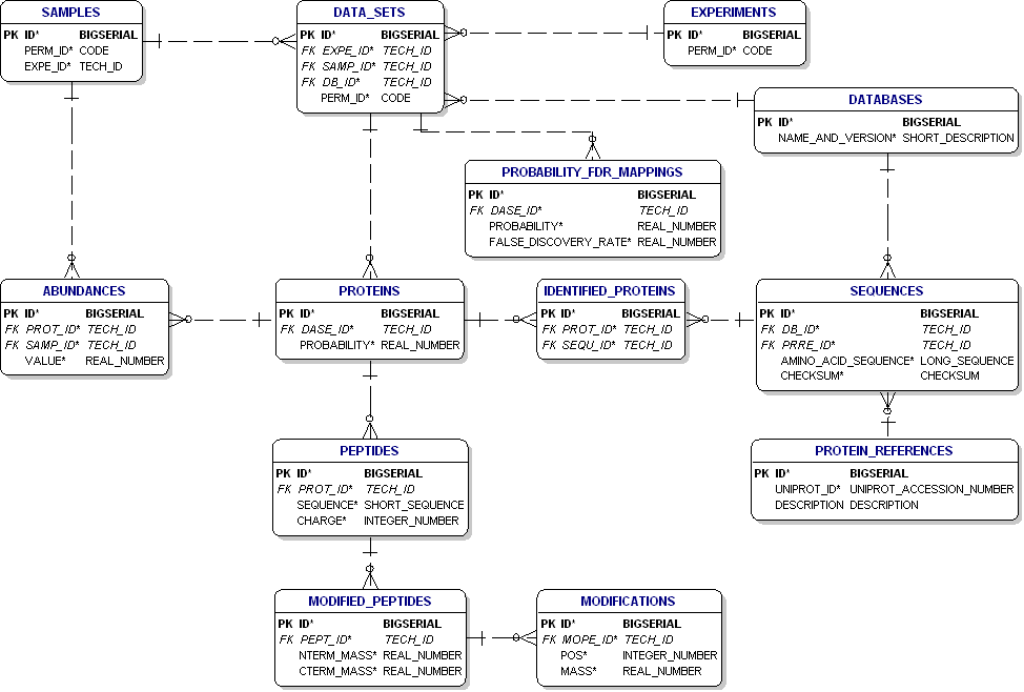 SAMPLES
PK ID* BIGSERIAL
PERM_ID* CODE
EXPE_ID* TECH_ID
DATA_SETS
PK ID* BIGSERIAL
FK EXPE_ID* TECH_ID
FK SAMP_ID* TECH_ID
FK DB_ID* TECH_ID
PERM_ID* CODE
EXPERIMENTS
PK ID* BIGSERIAL
PERM_ID* CODE
DATABASES
PK ID* BIGSERIAL
NAME_AND_VERSION* SHORT_DESCRIPTION
PROBABILITY_FDR_MAPPINGS
PK ID* BIGSERIAL
FK DASE_ID* TECH_ID
PROBABILITY* REAL_NUMBER
FALSE_DISCOVERY_RATE* REAL_NUMBER
ABUNDANCES
PK ID* BIGSERIAL
FK PROT_ID* TECH_ID
FK SAMP_ID* TECH_ID
VALUE* REAL_NUMBER
PROTEINS
PK ID* BIGSERIAL
FK DASE_ID* TECH_ID
PROBABILITY* REAL_NUMBER
IDENTIFIED_PROTEINS
PK ID* BIGSERIAL
FK PROT_ID* TECH_ID
FK SEQU_ID* TECH_ID
SEQUENCES
PK ID* BIGSERIAL
FK DB_ID* TECH_ID
FK PRRE_ID* TECH_ID
AMINO_ACID_SEQUENCE* LONG_SEQUENCE
CHECKSUM* CHECKSUM
PEPTIDES
PK ID* BIGSERIAL
FK PROT_ID* TECH_ID
SEQUENCE* SHORT_SEQUENCE
CHARGE* INTEGER_NUMBER
PROTEIN_REFERENCES
PK ID* BIGSERIAL
UNIPROT_ID* UNIPROT_ACCESSION_NUMBER
DESCRIPTION DESCRIPTION
MODIFIED_PEPTIDES
PK ID* BIGSERIAL
FK PEPT_ID* TECH_ID
NTERM_MASS* REAL_NUMBER
CTERM_MASS* REAL_NUMBER
MODIFICATIONS
PK ID* BIGSERIAL
FK MOPE_ID* TECH_ID
POS* INTEGER_NUMBER
MASS* REAL_NUMBER